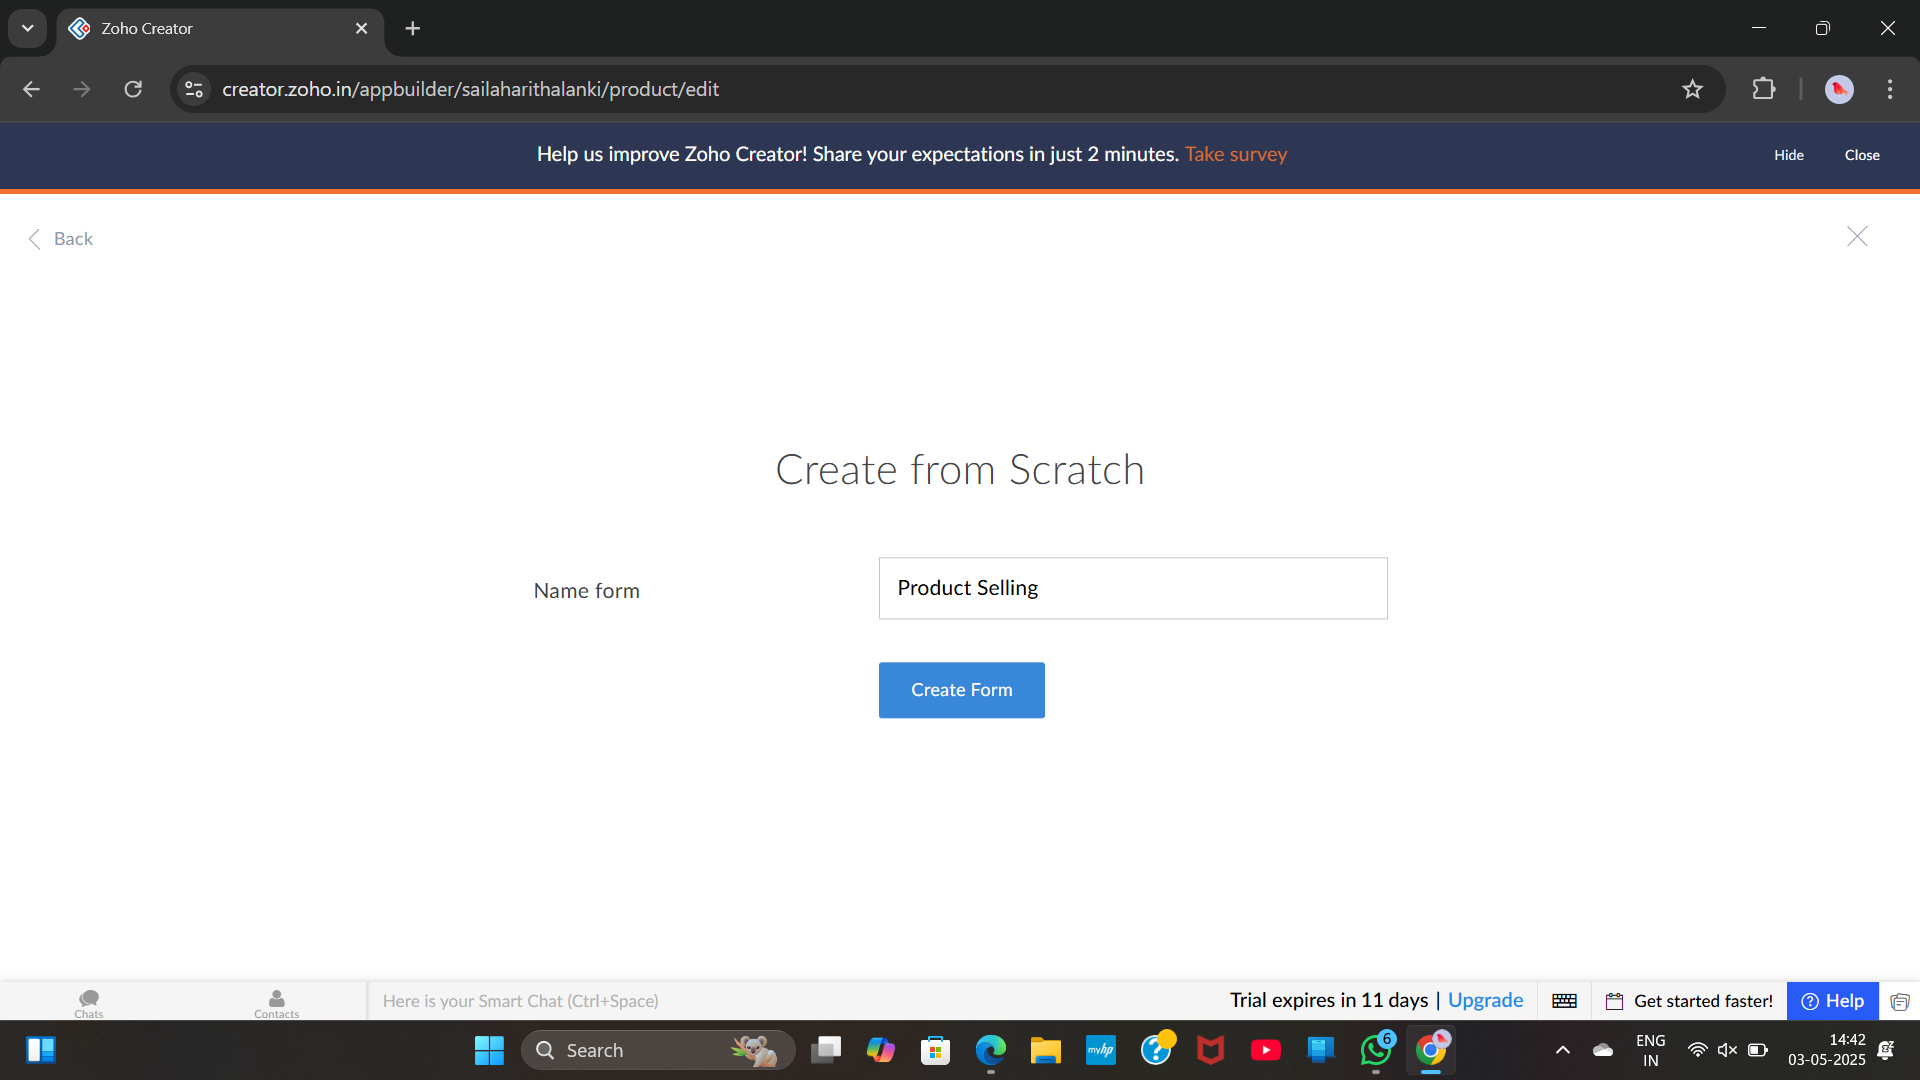 Zoho Creator
creator.zoho.in/appbuilder/sailaharithalanki/product/edit
Help us improve Zoho Creator! Share your expectations in just 2 minutes. Take survey
Hide
Close
Back
Create from Scratch
Name form
Product Selling
Create Form
Chats
Contacts
Here is your Smart Chat (Ctrl+Space)
Trial expires in 11 days | Upgrade
Get started faster!
Help
Search
myhp
6
ENG
IN
14:42
03-05-2025